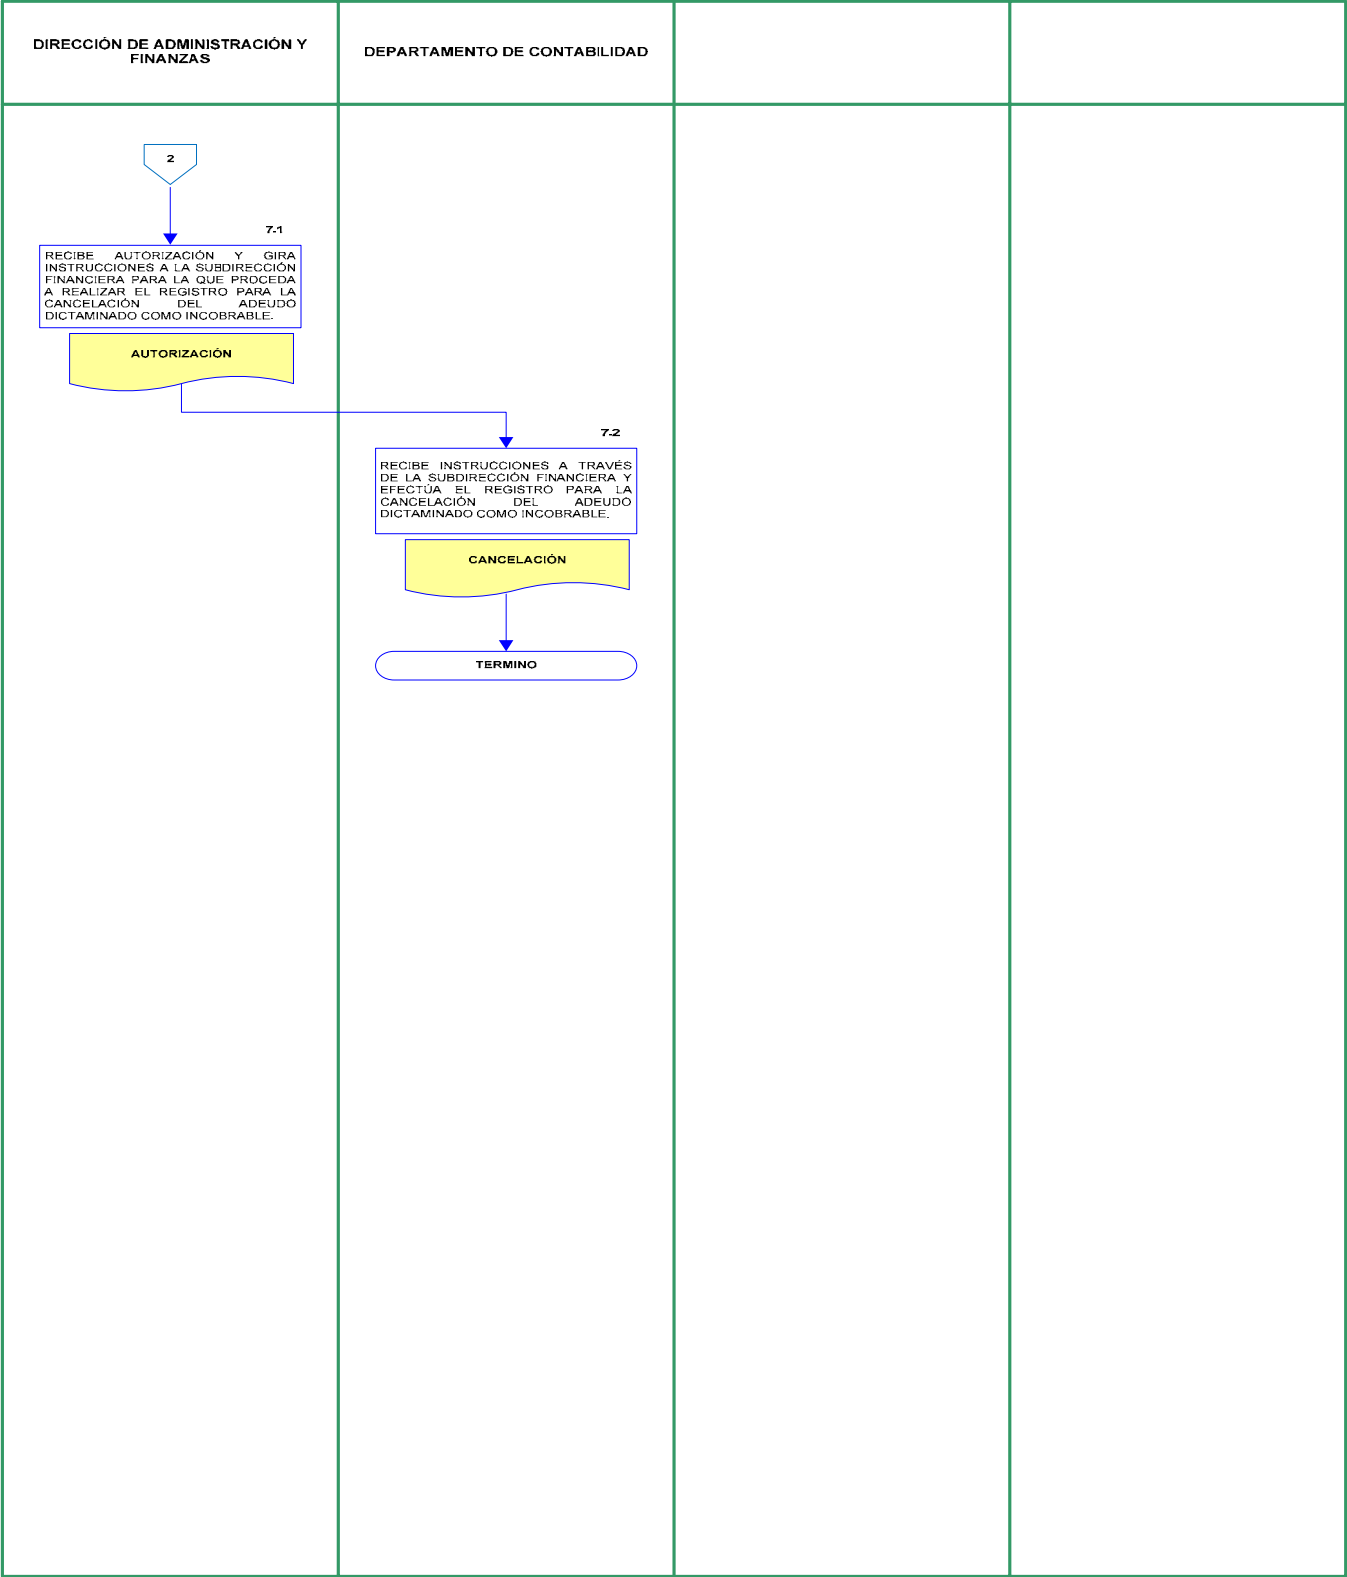 DIRECCIÓN DE ADMINISTRACIÓN Y
FINANZAS
DEPARTAMENTO DE CONTABILIDAD
2
7-1
RECIBE AUTORIZACIÓN Y GIRA
INSTRUCCIONES A LA SUBDIRECCIÓN
FINANCIERA PARA LA QUE PROCEDA
A REALIZAR EL REGISTRO PARA LA
CANCELACIÓN DEL ADEUDO
DICTAMINADO COMO INCOBRABLE.
AUTORIZACIÓN
7-2
RECIBE INSTRUCCIONES A TRAVÉS
DE LA SUBDIRECCIÓN FINANCIERA Y
EFECTÚA EL REGISTRO PARA LA
CANCELACIÓN DEL ADEUDO
DICTAMINADO COMO INCOBRABLE.
CANCELACIÓN
TERMINO